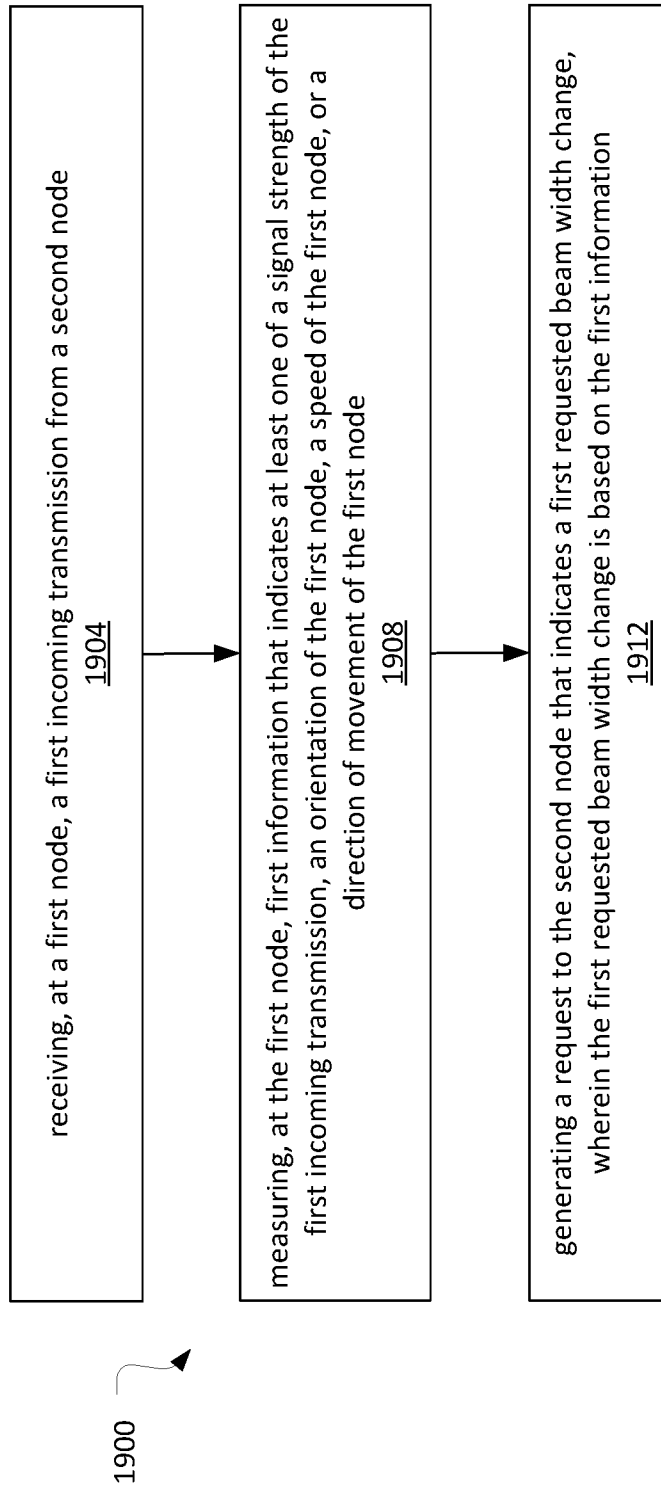 1900
receiving, at a first node, a first incoming transmission from a second node
1904
measuring, at the first node, first information that indicates at least one of a signal strength of the
first incoming transmission, an orientation of the first node, a speed of the first node, or a
direction of movement of the first node
1908
generating a request to the second node that indicates a first requested beam width change,
wherein the first requested beam width change is based on the first information
1912